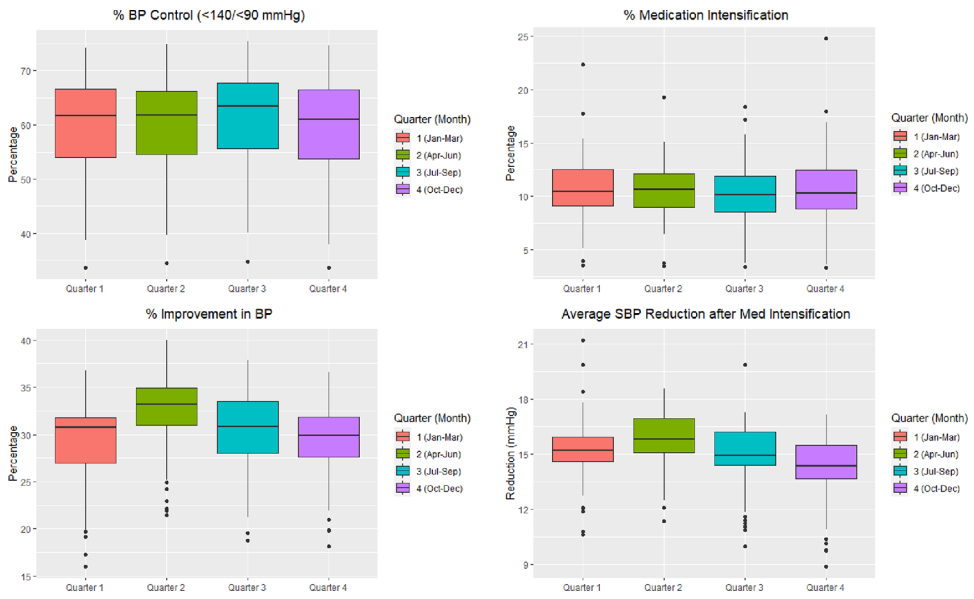 % BP Control (<140/<90 mmHg)
Percentage
70
60
50
40
Quarter 1
Quarter 2
Quarter 3
Quarter 4
Quarter (Month)
1 (Jan-Mar)
2 (Apr-Jun)
3 (Jul-Sep)
4 (Oct-Dec)
% Medication Intensification
Percentage
25
20
15
10
5
Quarter 1
Quarter 2
Quarter 3
Quarter 4
Quarter (Month)
1 (Jan-Mar)
2 (Apr-Jun)
3 (Jul-Sep)
4 (Oct-Dec)
% Improvement in BP
Percentage
40
35
30
25
20
15
Quarter 1
Quarter 2
Quarter 3
Quarter 4
Quarter (Month)
1 (Jan-Mar)
2 (Apr-Jun)
3 (Jul-Sep)
4 (Oct-Dec)
Average SBP Reduction after Med Intensification
Reduction (mmHg)
21
18
15
12
9
Quarter 1
Quarter 2
Quarter 3
Quarter 4
Quarter (Month)
1 (Jan-Mar)
2 (Apr-Jun)
3 (Jul-Sep)
4 (Oct-Dec)